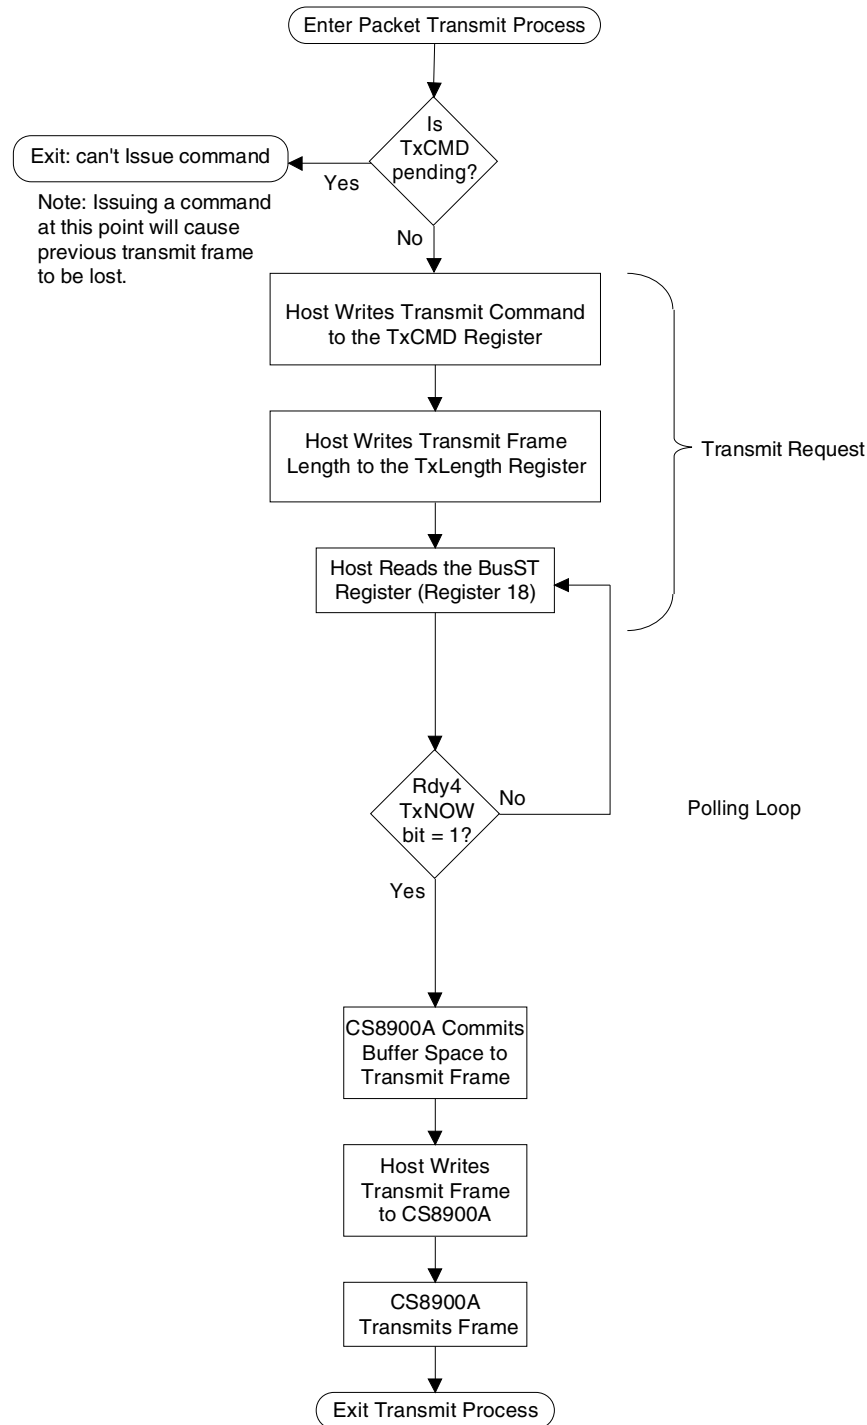 Enter Packet Transmit Process
Is
TxCMD
pending?
Exit: can't Issue command
Yes
Note: Issuing a command
at this point will cause
previous transmit frame
to be lost.
No
Host Writes Transmit Command
to the TxCMD Register
Host Writes Transmit Frame
Length to the TxLength Register
Transmit Request
Host Reads the BusST
Register (Register 18)
Rdy4
TxNOW
bit = 1?
No
Polling Loop
Yes
CS8900A Commits
Buffer Space to
Transmit Frame
Host Writes
Transmit Frame
to CS8900A
CS8900A
Transmits Frame
Exit Transmit Process